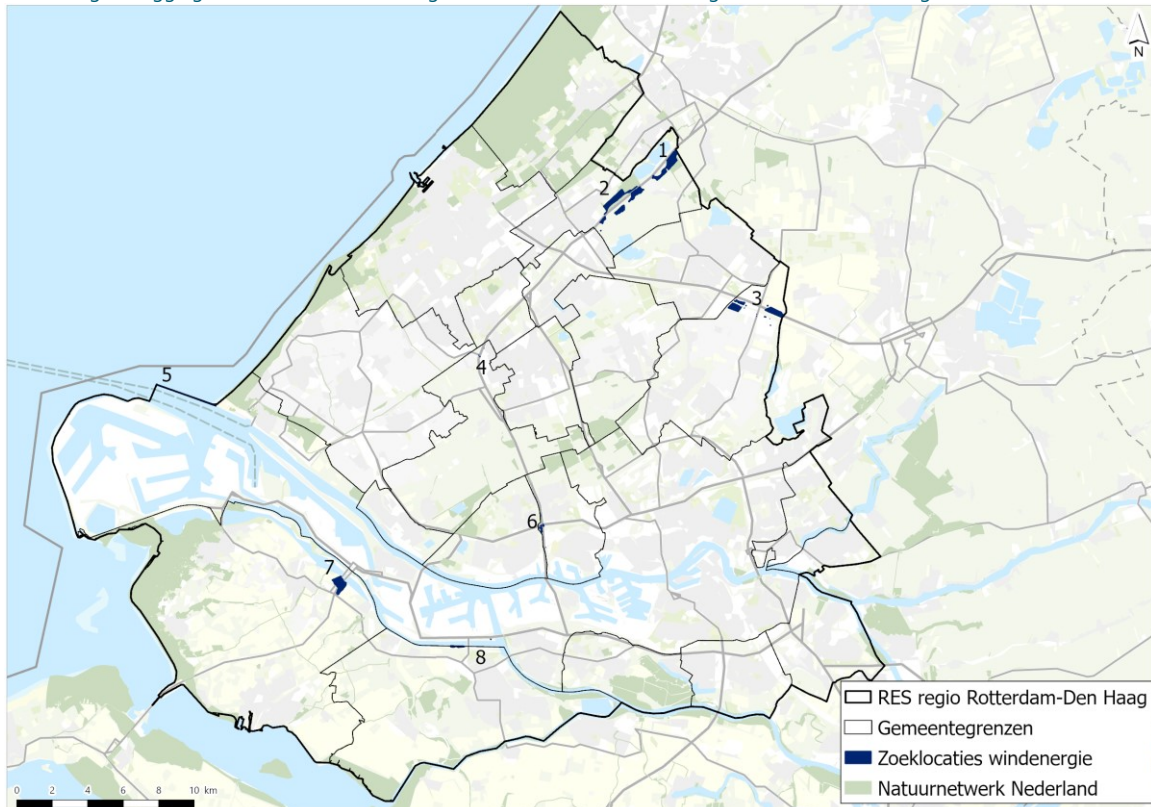 N
1
2
3
4
5
6
7
8
RES regio Rotterdam-Den Haag
Gemeentegrenzen
Zoeklocaties windenergie
Natuurnetwerk Nederland
0 2 4 6 8 10 km